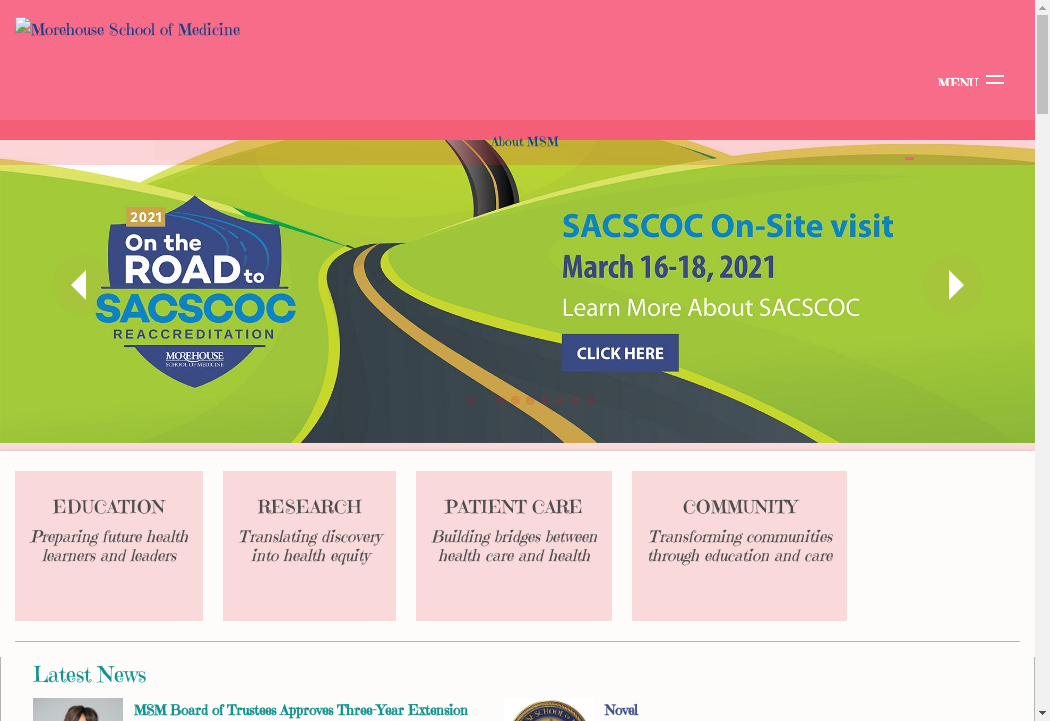 Morehouse School of Medicine
MENU
About MSM
2021
On the
ROAD to
SACSCOC
REACCREDITATION
MOREHOUSE
SCHOOL OF MEDICINE
SACSCOC On-Site visit
March 16-18, 2021
Learn More About SACSCOC
CLICK HERE
EDUCATION
Preparing future health
learners and leaders
RESEARCH
Translating discovery
into health equity
PATIENT CARE
Building bridges between
health care and health
COMMUNITY
Transforming communities
through education and care
Latest News
MSM Board of Trustees Approves Three-Year Extension
Novel